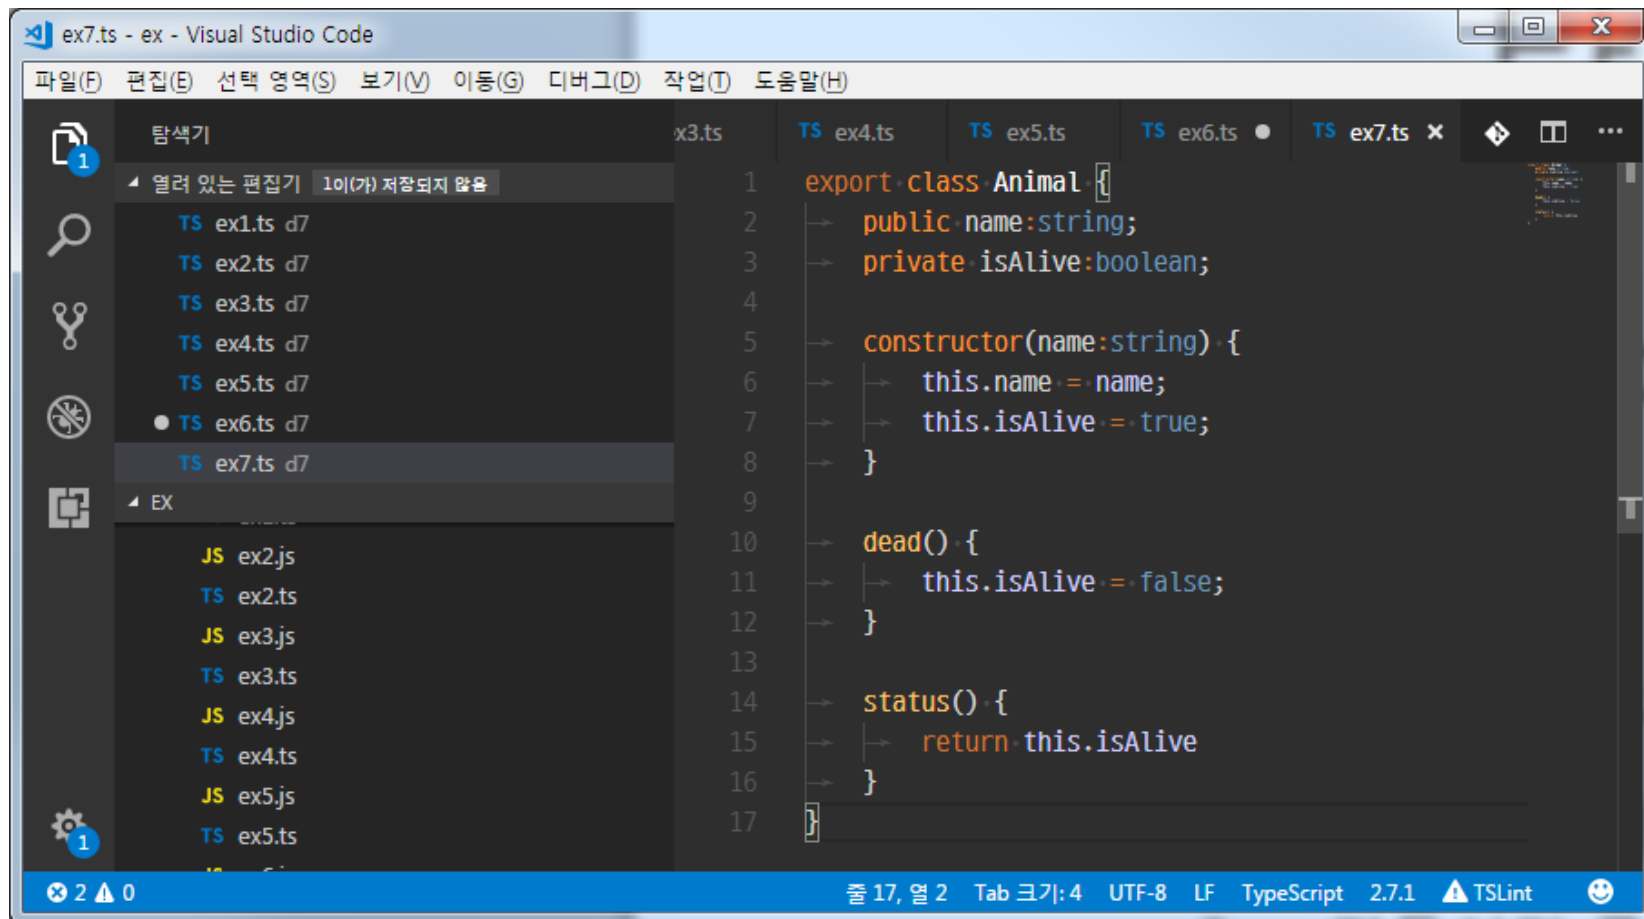 ex7.ts - ex - Visual Studio Code
파일(F) 편집(E) 선택 영역(S) 보기(V) 이동(G) 디버그(D) 작업(T) 도움말(H)
탐색기
1
열려 있는 편집기 1이(가) 저장되지 않음
TS ex1.ts d7
TS ex2.ts d7
TS ex3.ts d7
TS ex4.ts d7
TS ex5.ts d7
TS ex6.ts d7
TS ex7.ts d7
EX
JS ex2.js
TS ex2.ts
JS ex3.js
TS ex3.ts
JS ex4.js
TS ex4.ts
JS ex5.js
TS ex5.ts
1
x3.ts TS ex4.ts TS ex5.ts TS ex6.ts TS ex7.ts
1 export class Animal {
2 public name:string;
3 private isAlive:boolean;
4
5 constructor(name:string) {
6 this.name = name;
7 this.isAlive = true;
8 }
9
10 dead() {
11 this.isAlive = false;
12 }
13
14 status() {
15 return this.isAlive
16 }
17 }
2 0 줄 17, 열 2 Tab 크기: 4 UTF-8 LF TypeScript 2.7.1 TSLint